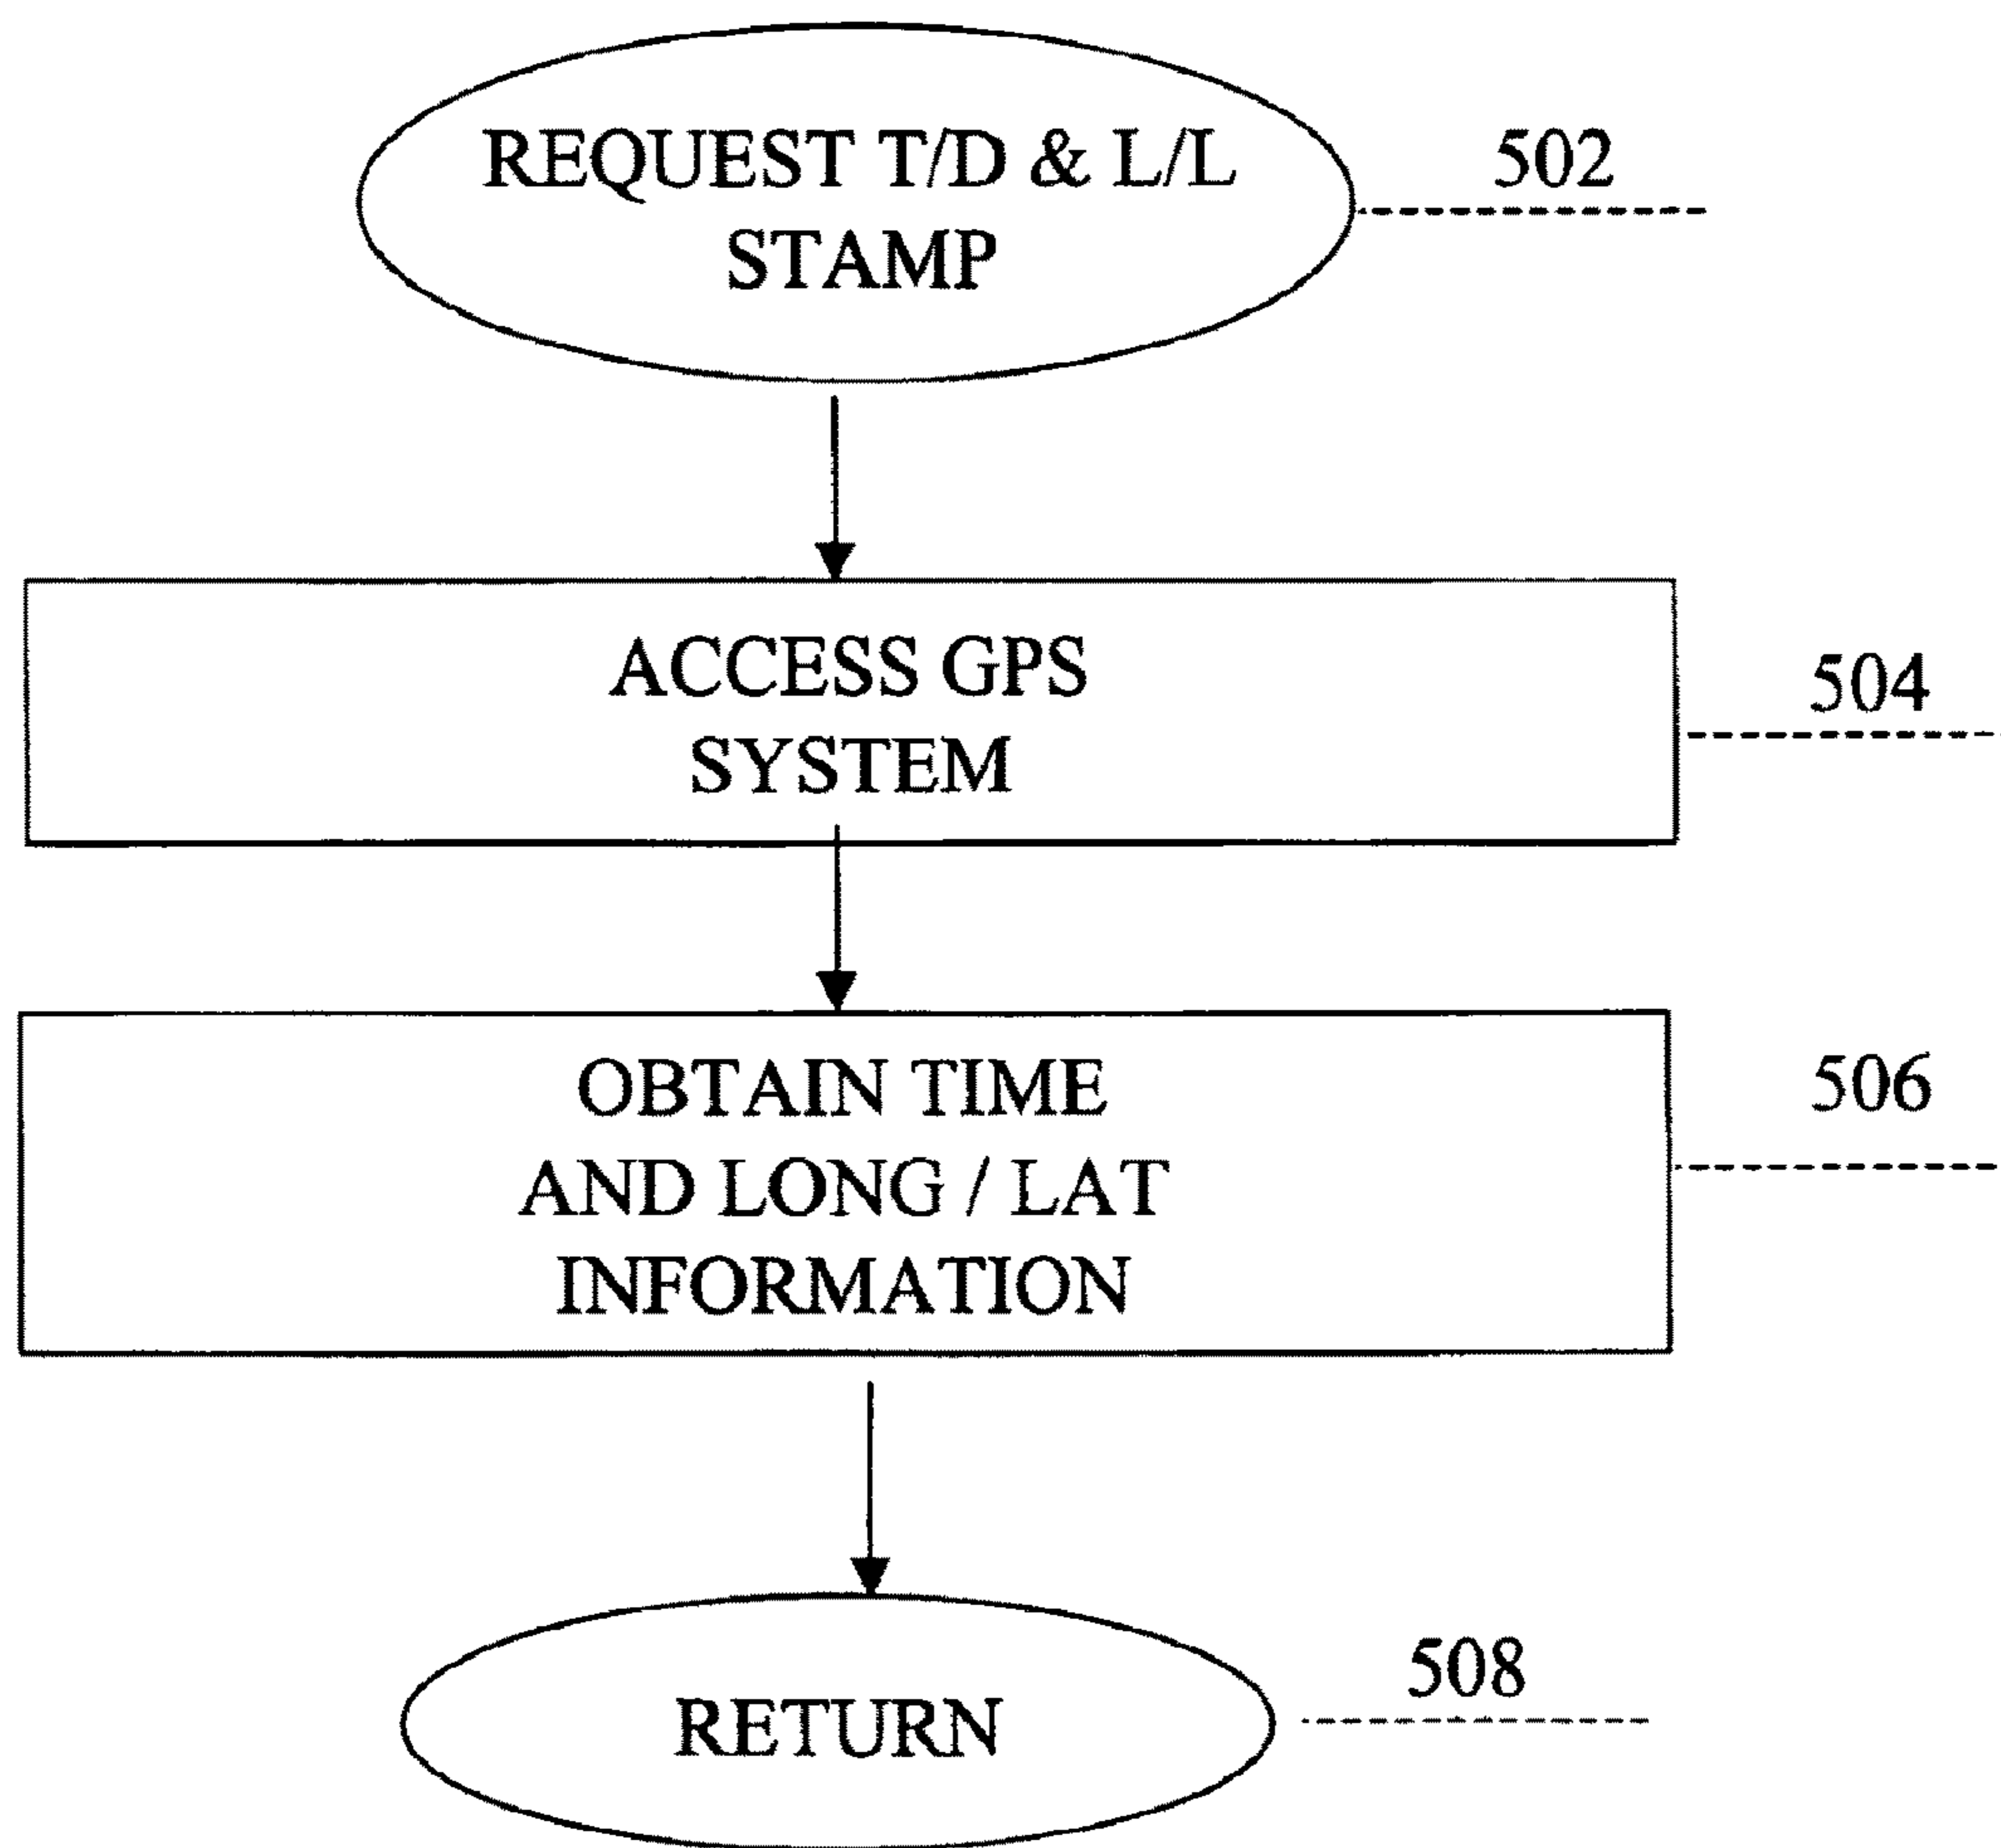 REQUEST T/D & L/L
STAMP
502
ACCESS GPS
SYSTEM
504
OBTAIN TIME
AND LONG / LAT
INFORMATION
506
RETURN
508